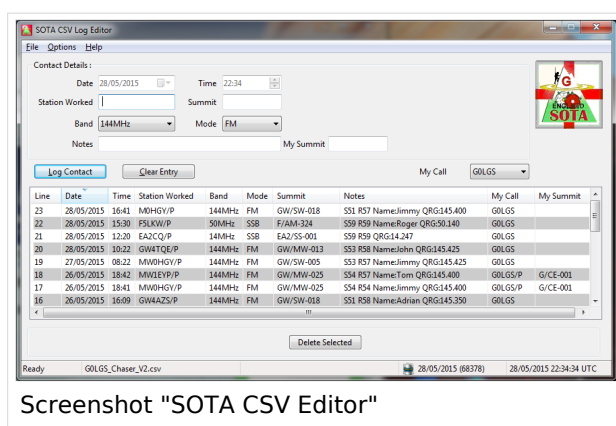 SOTA CSV Log Editor
File Options Help
Contact Details :
Date 28/05/2015 Time 22:34
Station Worked Summit
Band 144MHz Mode FM
Notes My Summit
G
ENGLAND
SOTA
Log Contact Clear Entry My Call G0LGS
Line Date Time Station Worked Band Mode Summit Notes My Call My Summit
23 28/05/2015 16:41 M0HGY/P 144MHz FM GW/SW-018 S51 R57 Name:Jimmy QRG:145.400 G0LGS
22 28/05/2015 15:30 F5LKW/P 50MHz SSB F/AM-324 S59 R59 Name:Roger QRG:50.140 G0LGS
21 28/05/2015 12:20 EA2CQ/P 14MHz SSB EA2/SS-001 S59 R59 QRG:14.247 G0LGS
20 28/05/2015 10:22 GW4TQE/P 144MHz FM GW/MW-013 S53 R58 Name:John QRG:145.425 G0LGS
19 27/05/2015 08:22 MW0HGY/P 144MHz FM GW/SW-005 S53 R57 Name:Jimmy QRG:145.425 G0LGS
18 26/05/2015 18:42 MW1EYP/P 144MHz FM GW/MW-025 S54 R57 Name:Tom QRG:145.400 G0LGS/P G/CE-001
17 26/05/2015 18:41 MW0HGY/P 144MHz FM GW/MW-025 S54 R57 Name:Jimmy QRG:145.400 G0LGS/P G/CE-001
16 26/05/2015 16:09 GW4AZS/P 144MHz FM GW/SW-018 S51 R58 Name:Adrian QRG:145.350 G0LGS
Delete Selected
Ready G0LGS_Chaser_V2.csv 28/05/2015 (68378) 28/05/2015 22:34:34 UTC
Screenshot "SOTA CSV Editor"